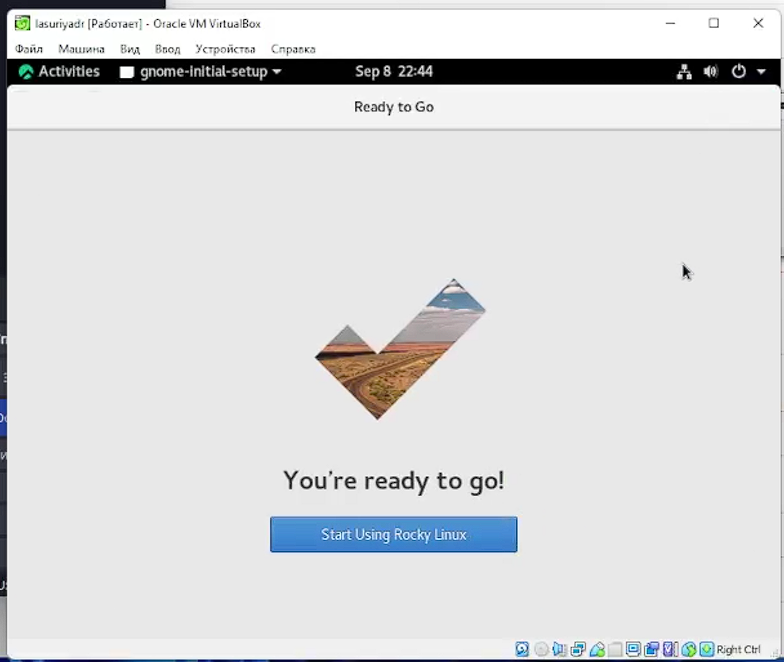 lasuriyadr [Работает] - Oracle VM VirtualBox
Файл Машина Вид Ввод Устройства Справка
Activities gnome-initial-setup Sep 8 22:44
Ready to Go
You're ready to go!
Start Using Rocky Linux
Right Ctrl